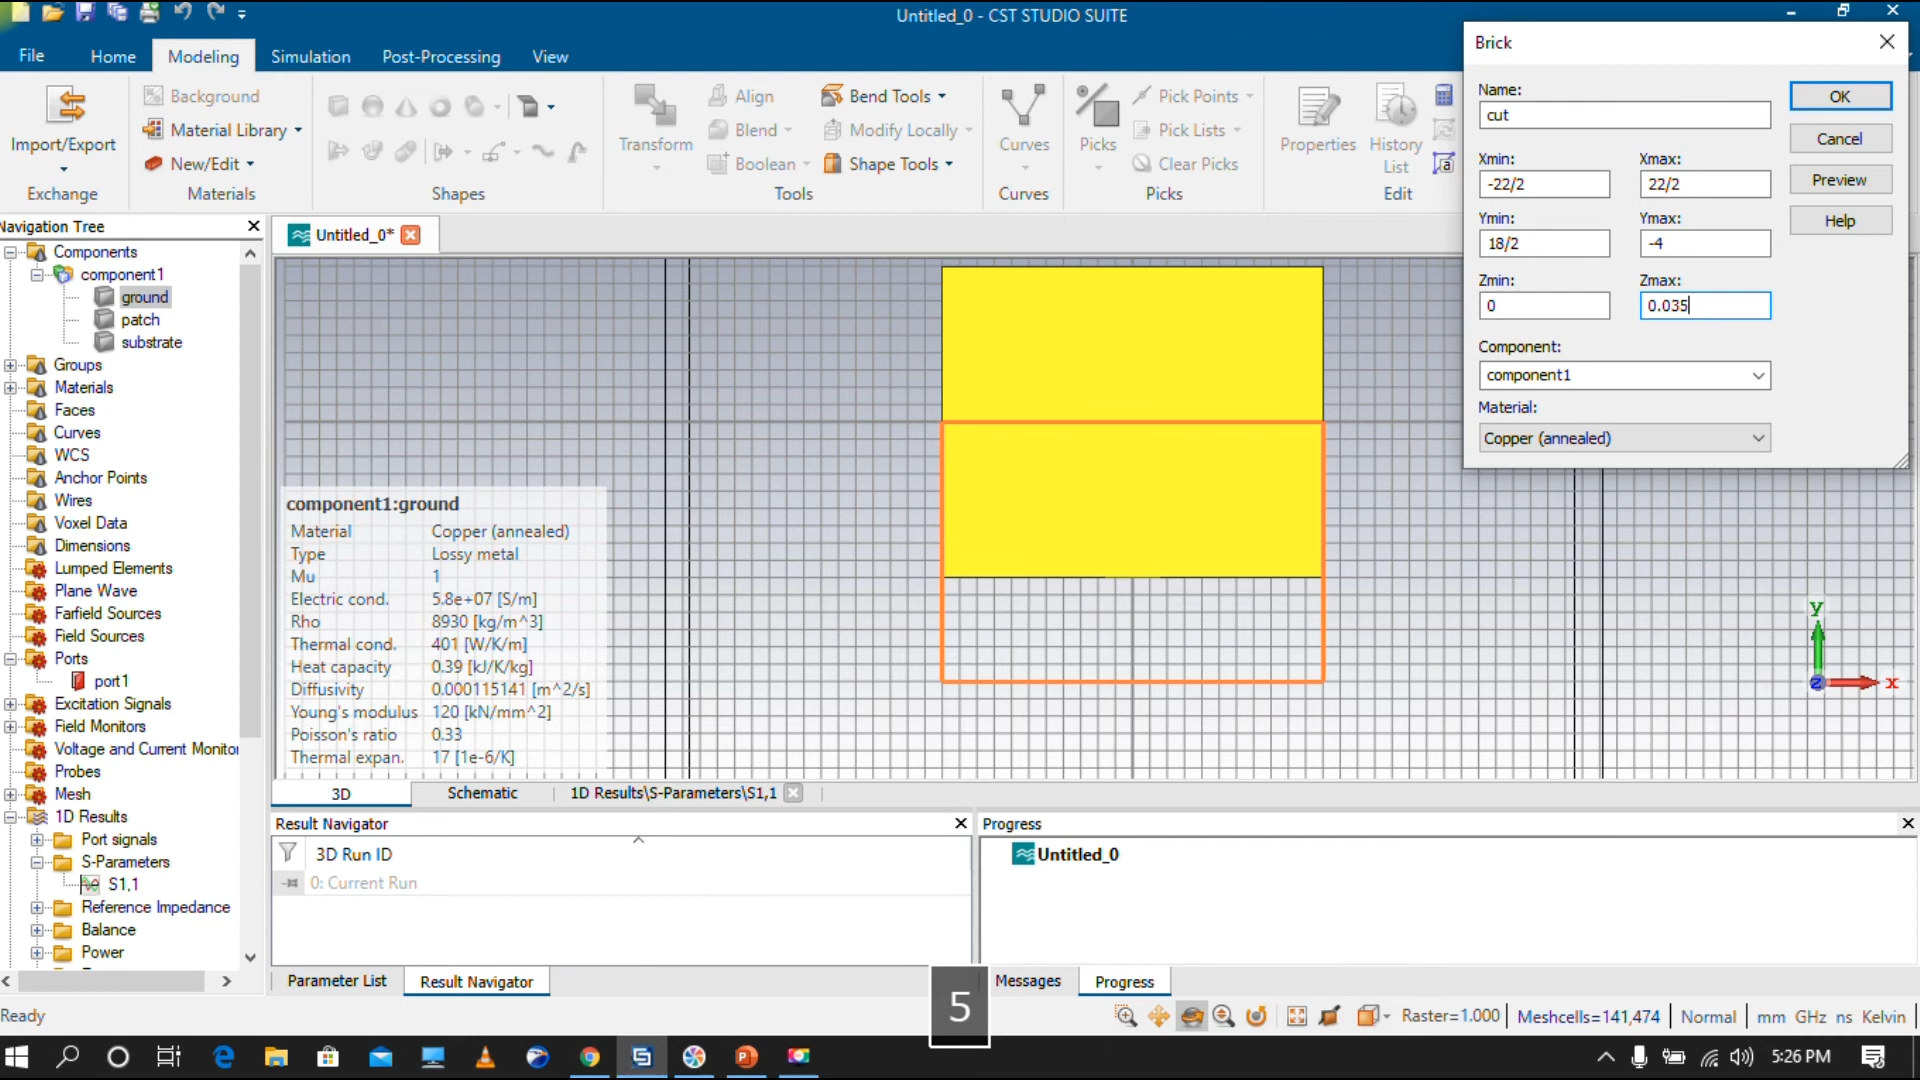 Untitled_0 - CST STUDIO SUITE
File
Home
Modeling
Simulation
Post-Processing
View
Import/Export
Exchange
Background
Material Library
New/Edit
Materials
Shapes
Transform
Align
Blend
Boolean
Bend Tools
Modify Locally
Shape Tools
Tools
Curves
Curves
Picks
Pick Points
Pick Lists
Clear Picks
Picks
Properties
History
List
Edit
Brick
Name:
cut
OK
Cancel
Preview
Help
Xmin:
Xmax:
-22/2
22/2
Ymin:
Ymax:
18/2
-4
Zmin:
Zmax:
0
0.035
Component:
component1
Material:
Copper (annealed)
Navigation Tree
Components
component1
ground
patch
substrate
Groups
Materials
Faces
Curves
WCS
Anchor Points
Wires
Voxel Data
Dimensions
Lumped Elements
Plane Wave
Farfield Sources
Field Sources
Ports
port1
Excitation Signals
Field Monitors
Voltage and Current Monitor
Probes
Mesh
1D Results
Port signals
S-Parameters
S1,1
Reference Impedance
Balance
Power
Untitled_0*
component1:ground
Material Copper (annealed)
Type Lossy metal
Mu 1
Electric cond. 5.8e+07 [S/m]
Rho 8930 [kg/m^3]
Thermal cond. 401 [W/K/m]
Heat capacity 0.39 [kJ/K/kg]
Diffusivity 0.000115141 [m^2/s]
Young's modulus 120 [kN/mm^2]
Poisson's ratio 0.33
Thermal expan. 17 [1e-6/K]
y
z
x
3D
Schematic
1D Results\S-Parameters\S1,1
Result Navigator
3D Run ID
0: Current Run
Parameter List
Result Navigator
Progress
Untitled_0
Messages
Progress
5
Ready
Raster=1.000
Meshcells=141,474
Normal
mm GHz ns Kelvin
5:26 PM